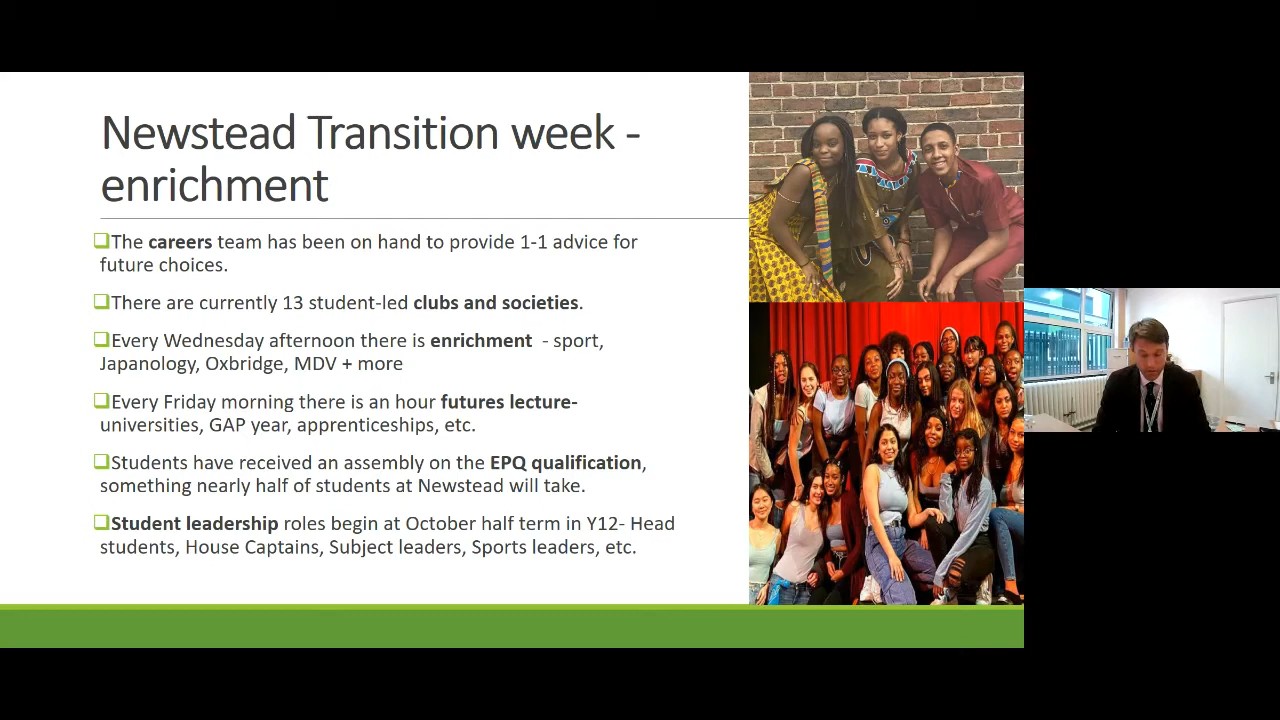 Newstead Transition week -
enrichment
The careers team has been on hand to provide 1-1 advice for
future choices.
There are currently 13 student-led clubs and societies.
Every Wednesday afternoon there is enrichment - sport,
Japanology, Oxbridge, MDV + more
Every Friday morning there is an hour futures lecture-
universities, GAP year, apprenticeships, etc.
Students have received an assembly on the EPQ qualification,
something nearly half of students at Newstead will take.
Student leadership roles begin at October half term in Y12- Head
students, House Captains, Subject leaders, Sports leaders, etc.